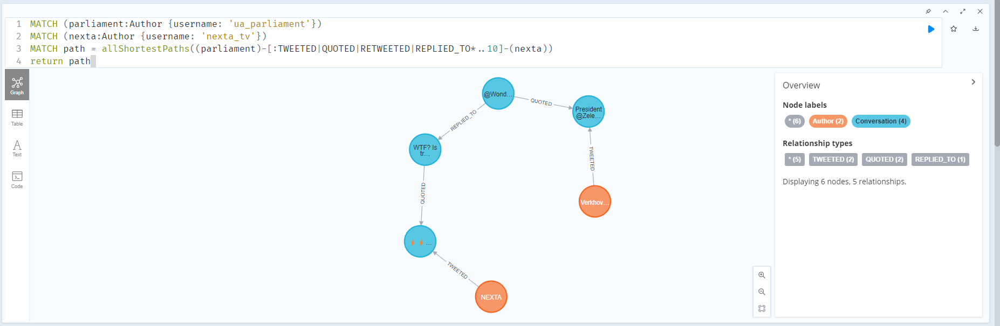 1 MATCH (parliament:Author {username: 'ua_parliament'})
2 MATCH (nexta:Author {username: 'nexta_tv'})
3 MATCH path = allShortestPaths((parliament)-[:TWEETED|QUOTED|RETWEETED|REPLIED_TO*..10]-(nexta))
4 return path
Graph
Table
Text
Code
@Wond...
QUOTED
President
@Zele...
REPLIED_TO
WTF? Is
tr...
TWEETED
QUOTED
Verkhov...
...
TWEETED
NEXTA
Overview
Node labels
* (6) Author (2) Conversation (4)
Relationship types
* (5) TWEETED (2) QUOTED (2) REPLIED_TO (1)
Displaying 6 nodes, 5 relationships.